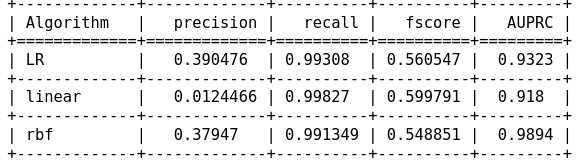 +-------------+-------------+----------+----------+---------+
| Algorithm   |   precision |   recall |   fscore |   AUPRC |
+=============+=============+==========+==========+=========+
| LR          |   0.390476  | 0.99308  | 0.560547 |  0.9323 |
+-------------+-------------+----------+----------+---------+
| linear      |   0.0124466 | 0.99827  | 0.599791 |  0.918  |
+-------------+-------------+----------+----------+---------+
| rbf         |   0.37947   | 0.991349 | 0.548851 |  0.9894 |
+-------------+-------------+----------+----------+---------+